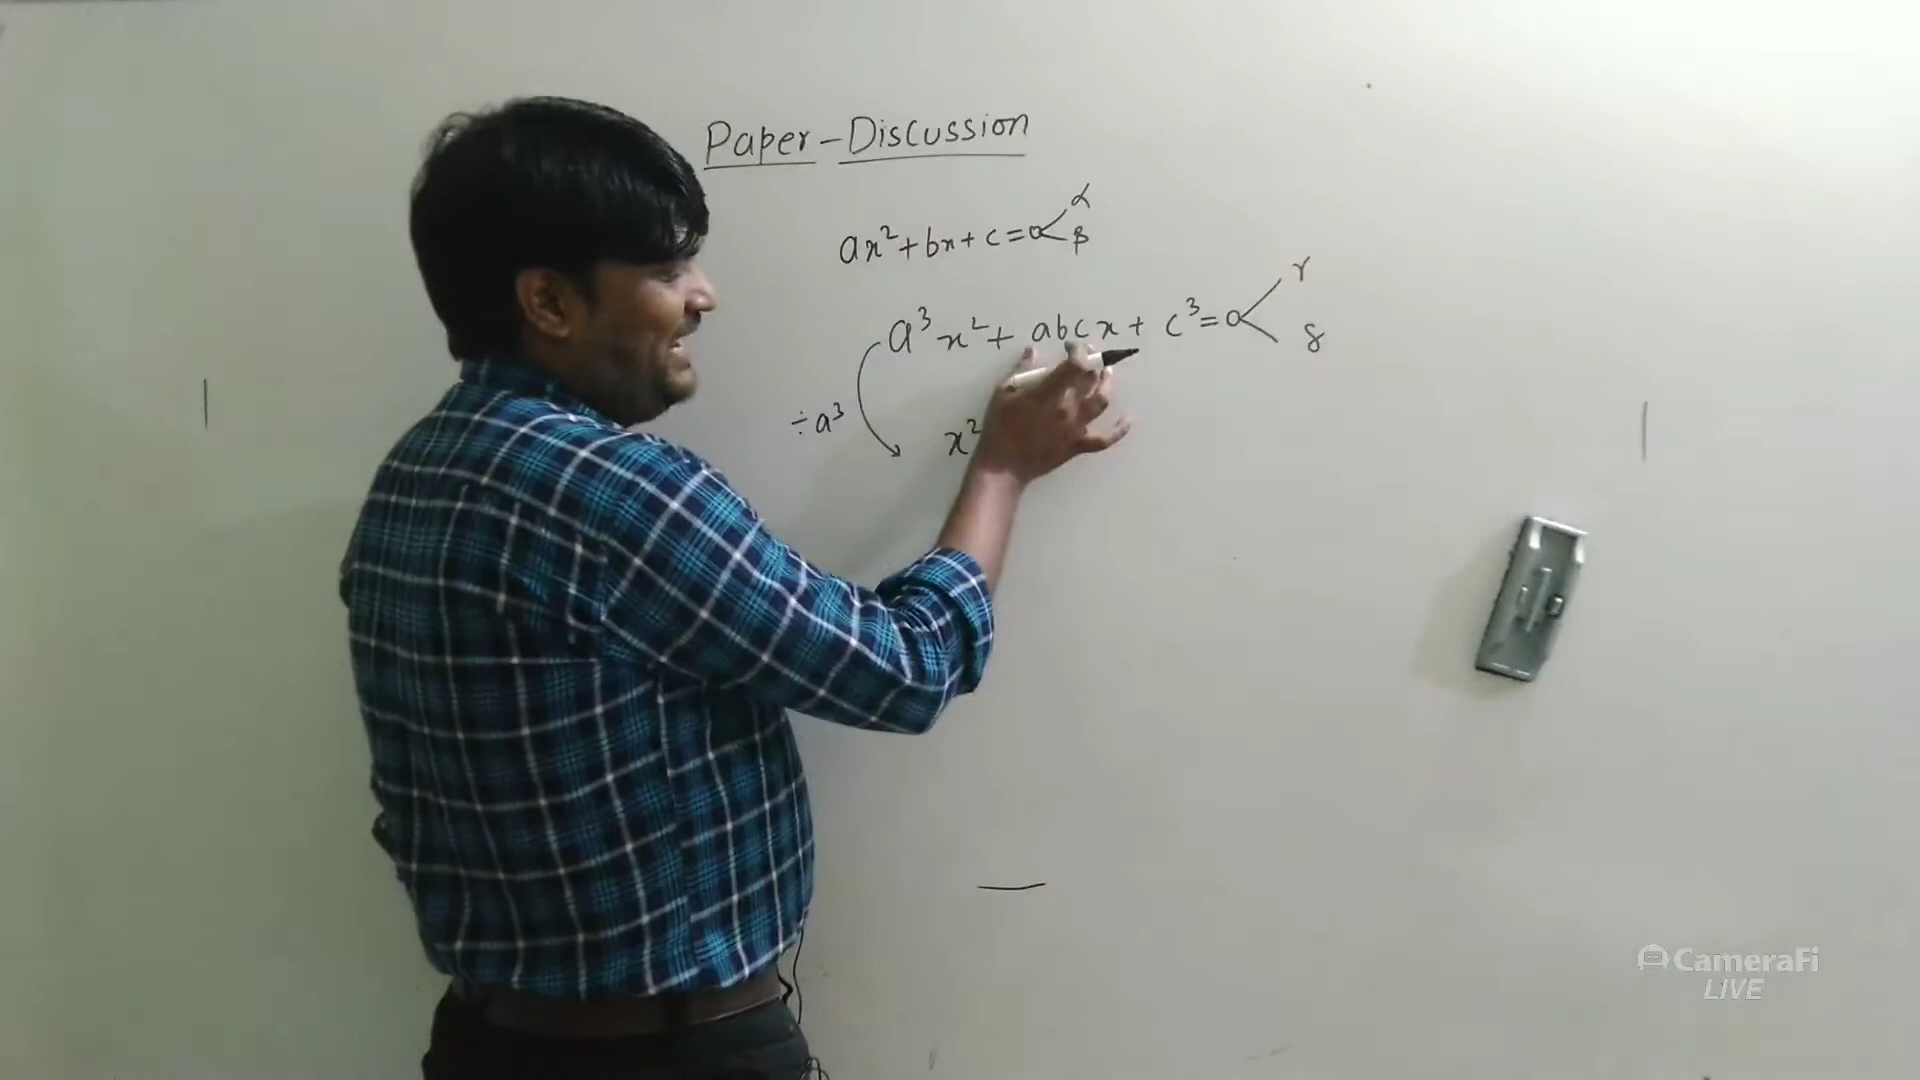 Paper-Discussion
ax²+bx+c=0 α
β
a³x²+abcx+c³=0 γ
δ
÷a³ x²
CameraFi
LIVE